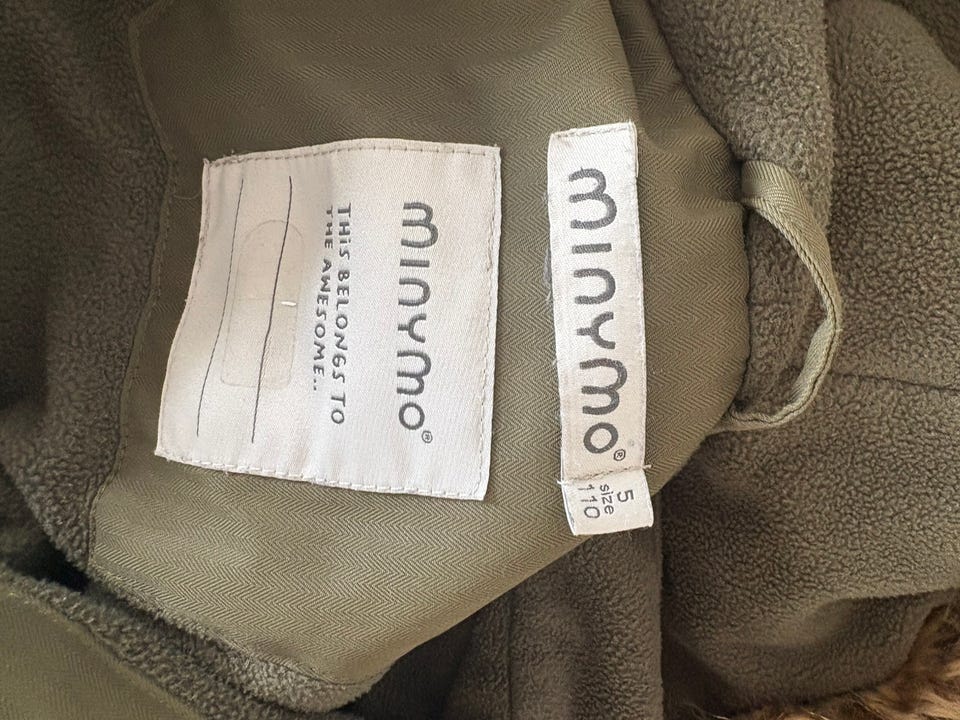 minymo®
THIS BELONGS TO
THE AWESOME..
minymo®
5
size
110